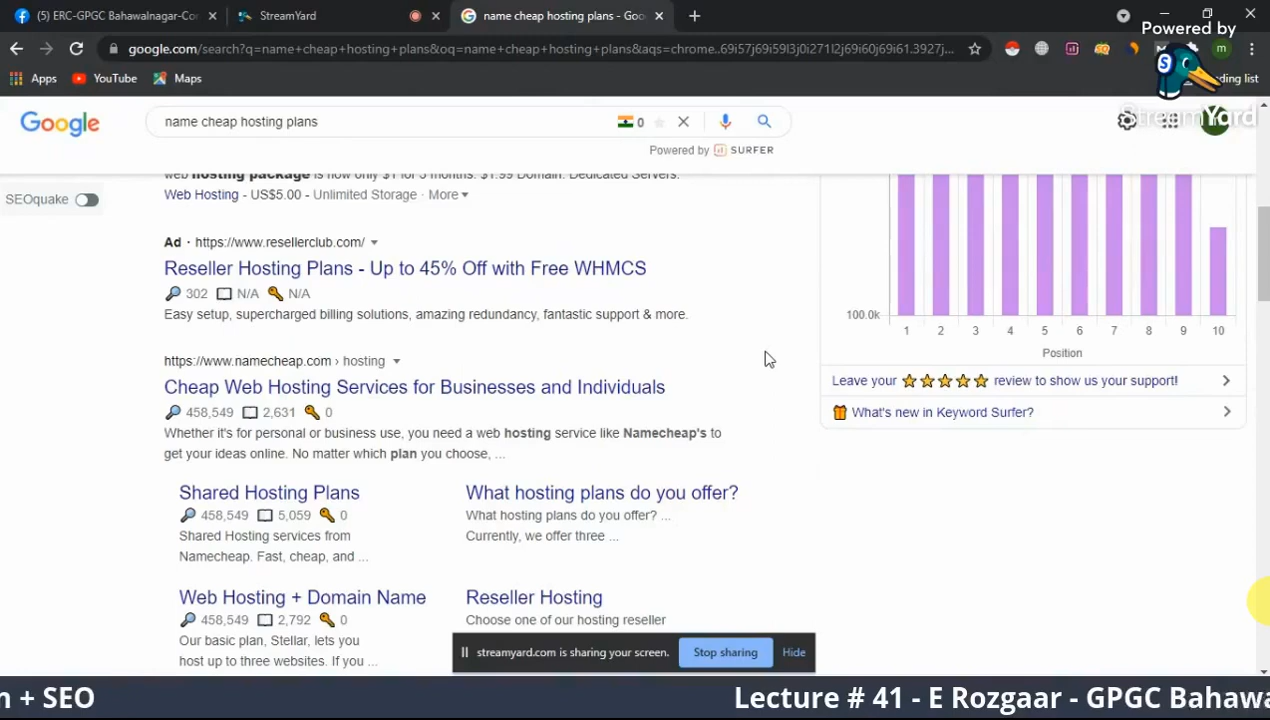 (5) ERC-GPGC Bahawalnagar-Co
StreamYard
name cheap hosting plans - Goo
Powered by
google.com/search?q=name+cheap+hosting+plans&oq=name+cheap+hosting+plans&aqs=chrome..69i57j69i59l3j0i271l2j69i60j69i61.3927j...
m
Apps
YouTube
Maps
ding list
Google
name cheap hosting plans
0
StreamYard
Powered by SURFER
web hosting package is now only $1 for 3 months. $1.99 Domain. Dedicated Servers.
SEOquake
Web Hosting - US$5.00 - Unlimited Storage · More
Ad · https://www.resellerclub.com/
Reseller Hosting Plans - Up to 45% Off with Free WHMCS
302 N/A N/A
Easy setup, supercharged billing solutions, amazing redundancy, fantastic support & more.
100.0k
1 2 3 4 5 6 7 8 9 10
Position
https://www.namecheap.com › hosting
Cheap Web Hosting Services for Businesses and Individuals
458,549 2,631 0
Whether it's for personal or business use, you need a web hosting service like Namecheap's to
get your ideas online. No matter which plan you choose, ...
Leave your review to show us your support!
What's new in Keyword Surfer?
Shared Hosting Plans
458,549 5,059 0
Shared Hosting services from
Namecheap. Fast, cheap, and ...
What hosting plans do you offer?
What hosting plans do you offer? ...
Currently, we offer three ...
Web Hosting + Domain Name
458,549 2,792 0
Our basic plan, Stellar, lets you
host up to three websites. If you ...
Reseller Hosting
Choose one of our hosting reseller
streamyard.com is sharing your screen.
Stop sharing
Hide
n + SEO
Lecture # 41 - E Rozgaar - GPGC Bahawa